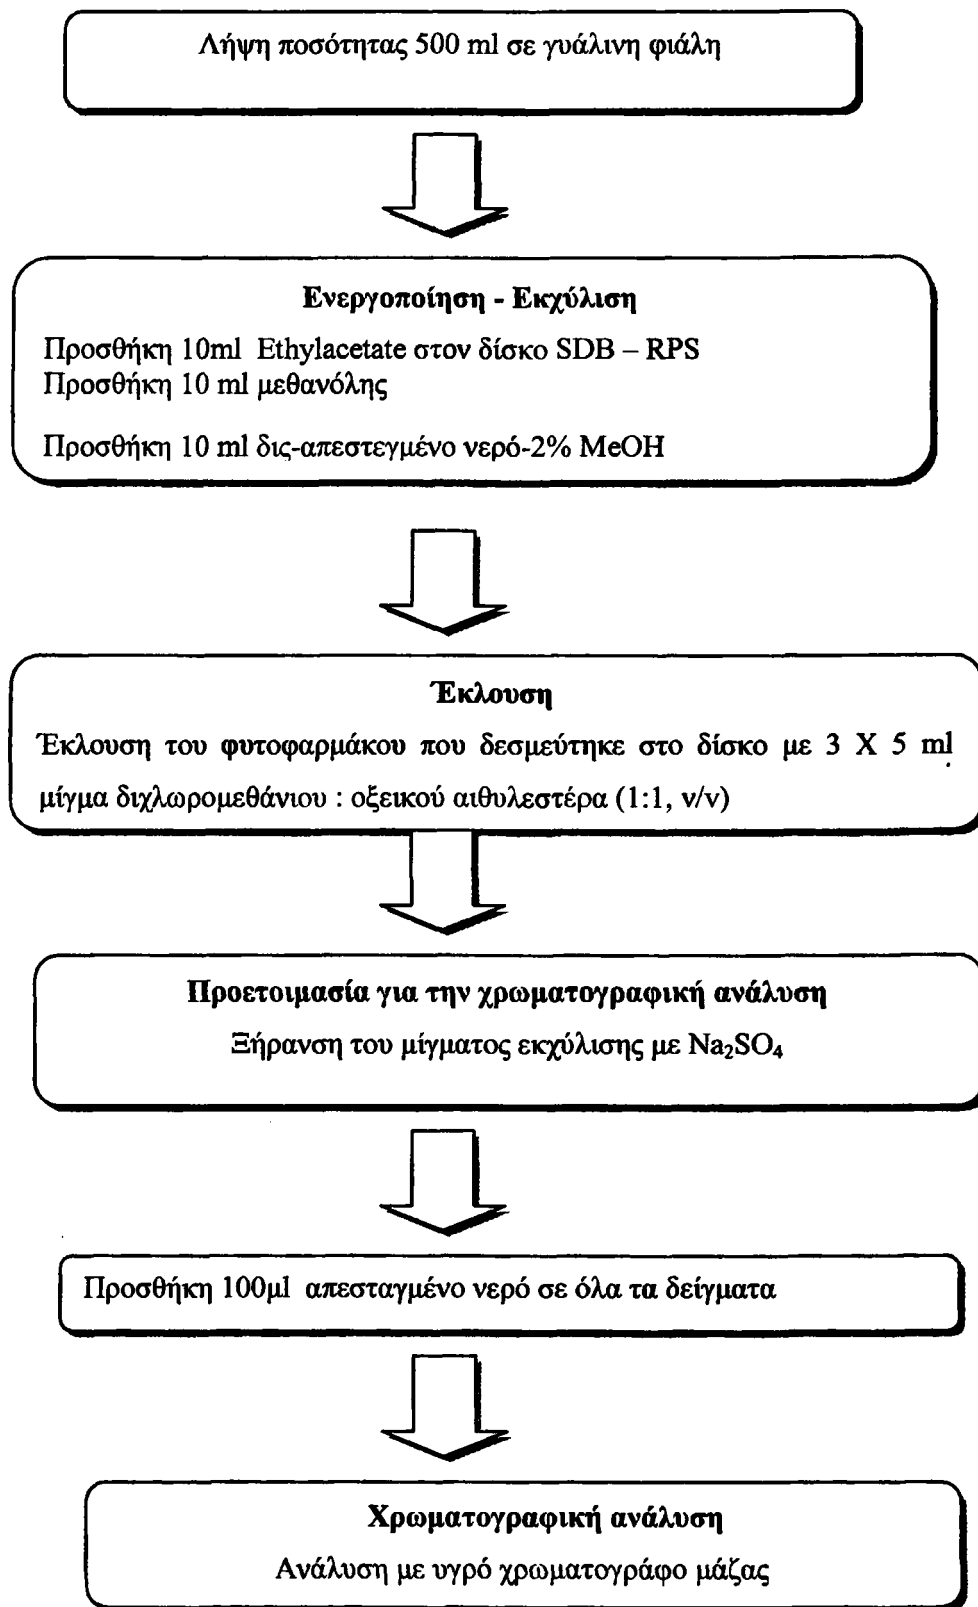 Λήψη ποσότητας 500 ml σε γυάλινη φιάλη
Ενεργοποίηση - Εκχύλιση
Προσθήκη 10ml Ethylacetate στον δίσκο SDB – RPS
Προσθήκη 10 ml μεθανόλης
Προσθήκη 10 ml δις-απεστεγμένο νερό-2% MeOH
Έκλουση
Έκλουση του φυτοφαρμάκου που δεσμεύτηκε στο δίσκο με 3 X 5 ml
μίγμα διχλωρομεθάνιου : οξεικού αιθυλεστέρα (1:1, v/v)
Προετοιμασία για την χρωματογραφική ανάλυση
Ξήρανση του μίγματος εκχύλισης με Na₂SO₄
Προσθήκη 100μl απεσταγμένο νερό σε όλα τα δείγματα
Χρωματογραφική ανάλυση
Ανάλυση με υγρό χρωματογράφο μάζας